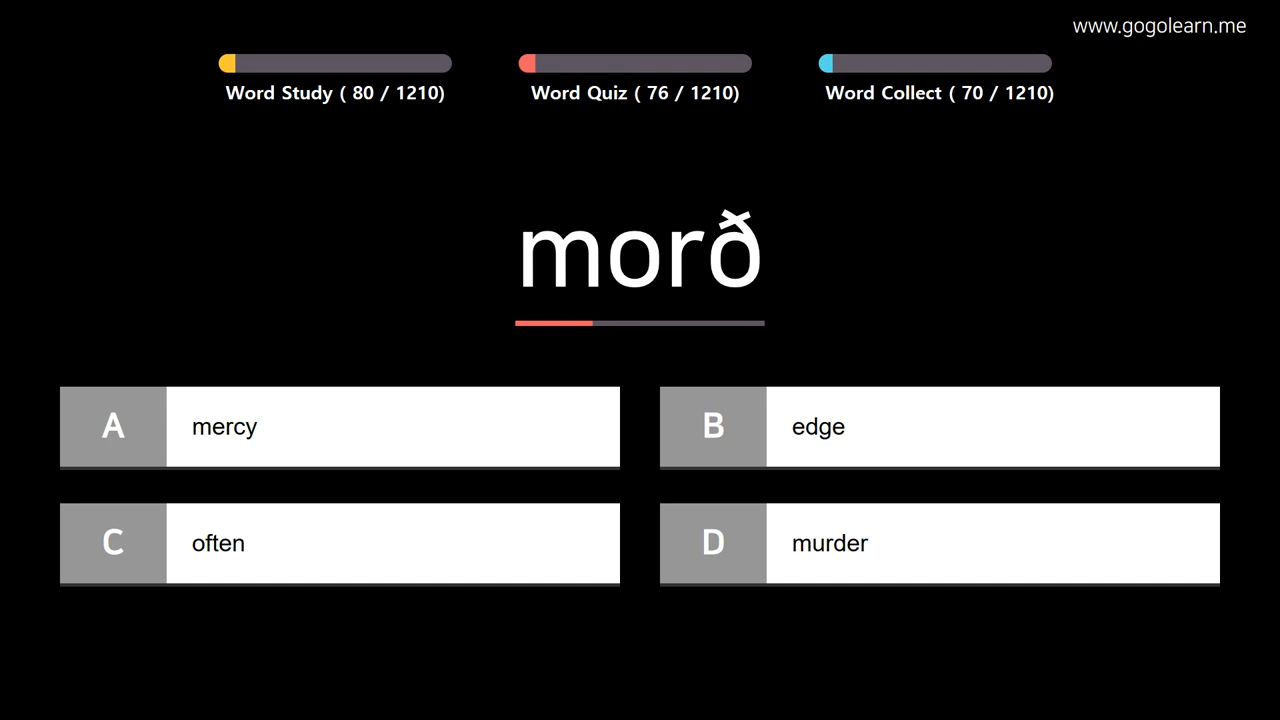 www.gogolearn.me
Word Study ( 80 / 1210)
Word Quiz ( 76 / 1210)
Word Collect ( 70 / 1210)
morð
A mercy
B edge
C often
D murder